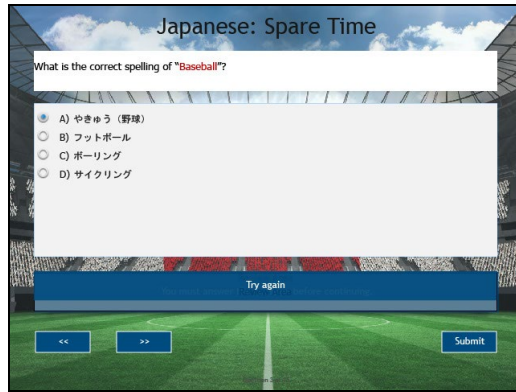 Japanese: Spare Time
What is the correct spelling of "Baseball"?
A) やきゅう（野球）
B) フットボール
C) ボーリング
D) サイクリング
Try again
<<
>>
Submit